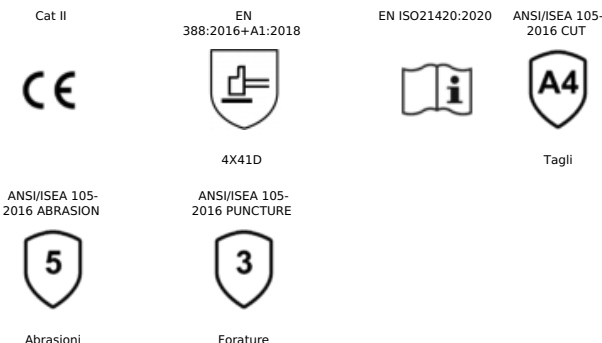 Cat II
EN
388:2016+A1:2018
EN ISO21420:2020
ANSI/ISEA 105-
2016 CUT
CE
i
A4
4X41D
Tagli
ANSI/ISEA 105-
2016 ABRASION
ANSI/ISEA 105-
2016 PUNCTURE
5
3
Abrasioni
Forature